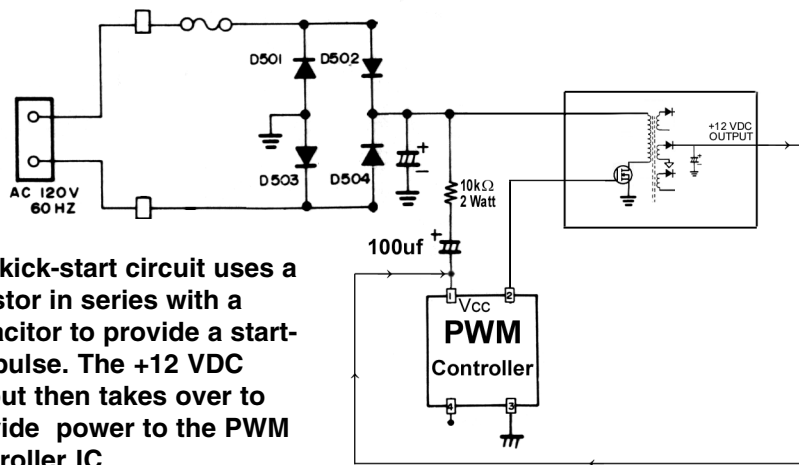 D501
D502
D503
D504
AC 120V
60 HZ
+
−
10kΩ
2 Watt
+12 VDC
OUTPUT
+
−
100uf
+
kick-start circuit uses a
stor in series with a
acitor to provide a start-
pulse. The +12 VDC
ut then takes over to
vide power to the PWM
roller IC
1
2
Vcc
PWM
Controller
4
3